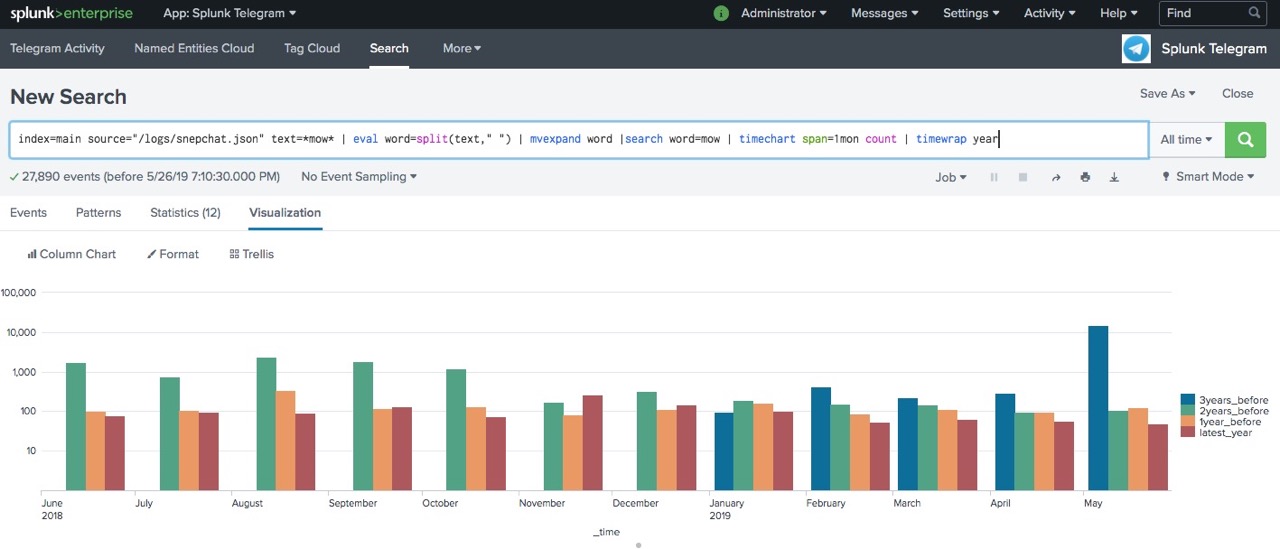 splunk>enterprise App: Splunk Telegram i Administrator Messages Settings Activity Help Find
Telegram Activity Named Entities Cloud Tag Cloud Search More Splunk Telegram
New Search Save As Close
index=main source="/logs/snepchat.json" text=*mow* | eval word=split(text," ") | mvexpand word |search word=mow | timechart span=1mon count | timewrap year All time
27,890 events (before 5/26/19 7:10:30.000 PM) No Event Sampling Job Smart Mode
Events Patterns Statistics (12) Visualization
Column Chart Format Trellis
100,000
10,000
1,000
100
10
3years_before
2years_before
1year_before
latest_year
June July August September October November December January February March April May
2018 2019
_time